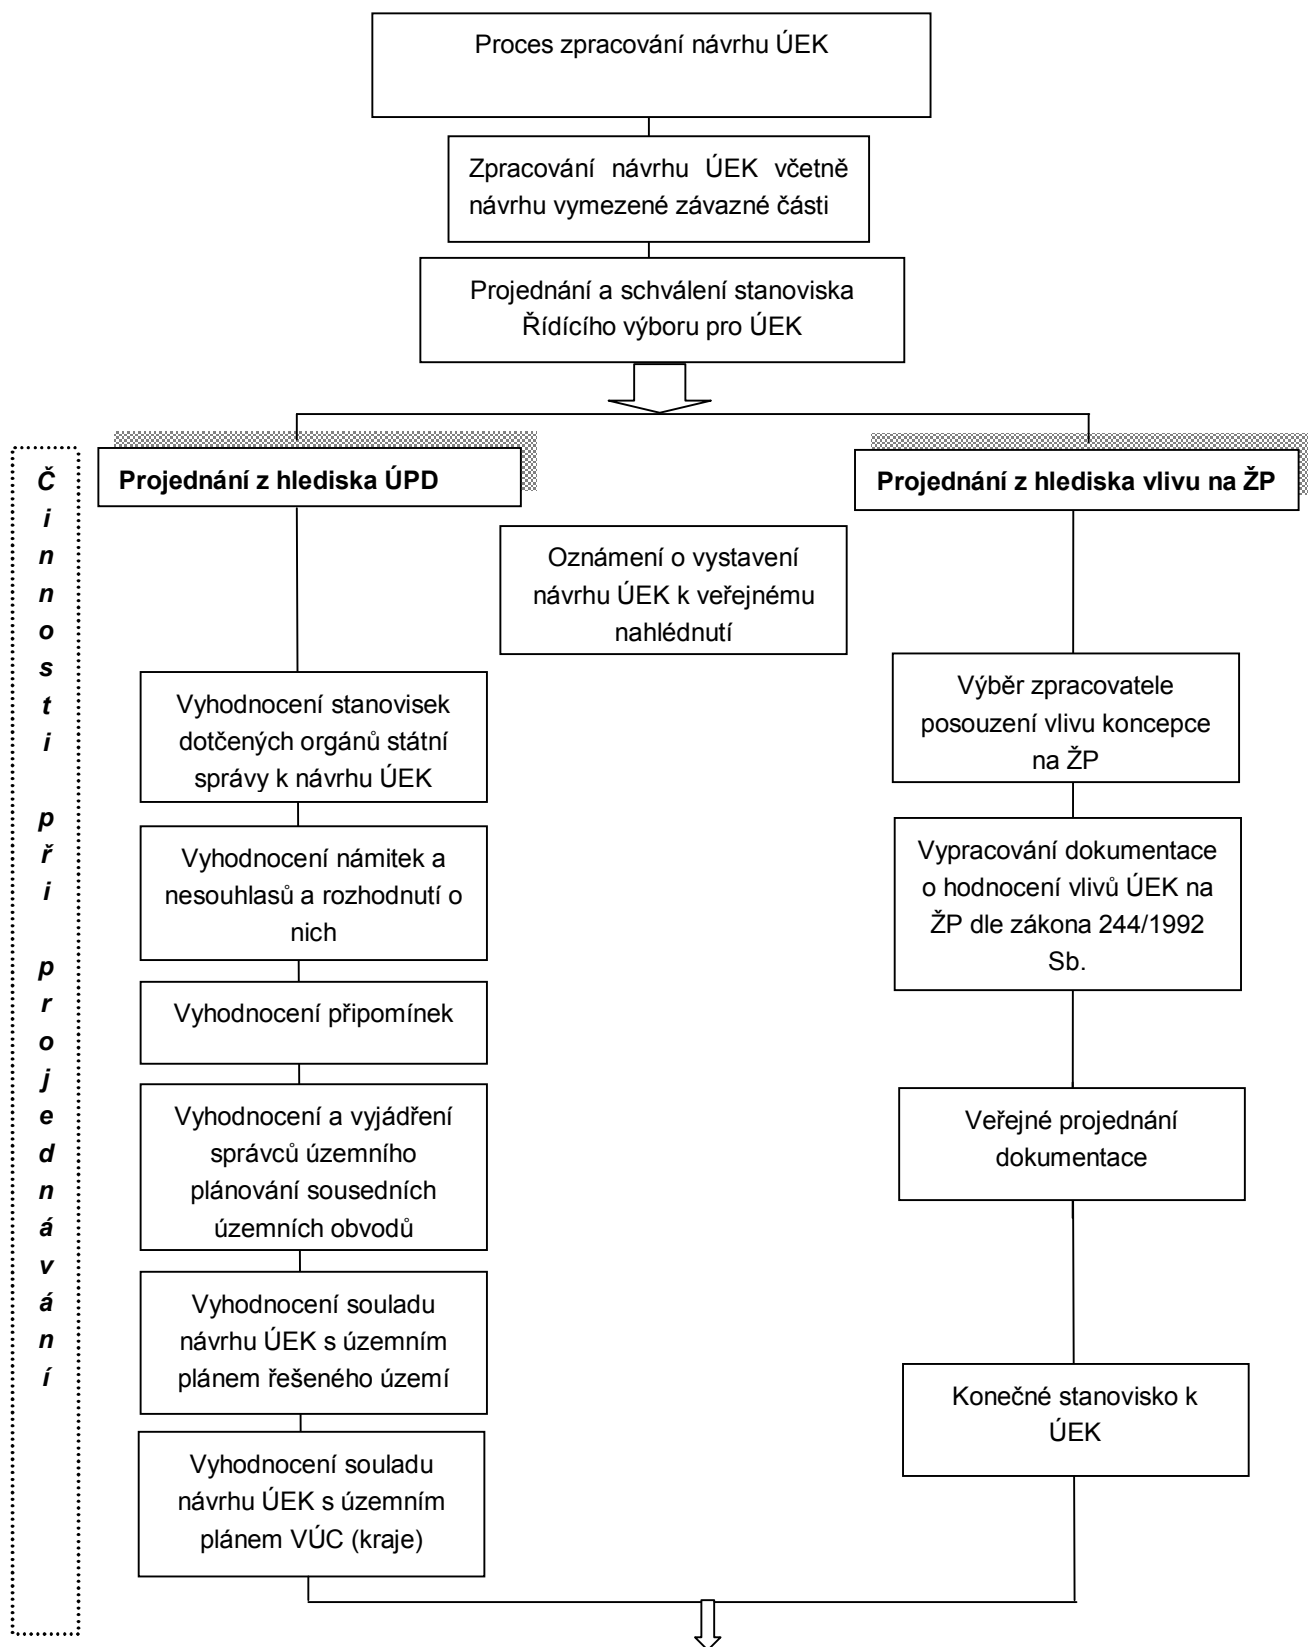 Proces zpracování návrhu ÚEK
Zpracování návrhu ÚEK včetně
návrhu vymezené závazné části
Projednání a schválení stanoviska
Řídícího výboru pro ÚEK
Činnosti při projednávání
Projednání z hlediska ÚPD
Projednání z hlediska vlivu na ŽP
Oznámení o vystavení
návrhu ÚEK k veřejnému
nahlédnutí
Vyhodnocení stanovisek
dotčených orgánů státní
správy k návrhu ÚEK
Vyhodnocení námitek a
nesouhlasů a rozhodnutí o
nich
Vyhodnocení připomínek
Vyhodnocení a vyjádření
správců územního
plánování sousedních
územních obvodů
Vyhodnocení souladu
návrhu ÚEK s územním
plánem řešeného území
Vyhodnocení souladu
návrhu ÚEK s územním
plánem VÚC (kraje)
Výběr zpracovatele
posouzení vlivu koncepce
na ŽP
Vypracování dokumentace
o hodnocení vlivů ÚEK na
ŽP dle zákona 244/1992
Sb.
Veřejné projednání
dokumentace
Konečné stanovisko k
ÚEK